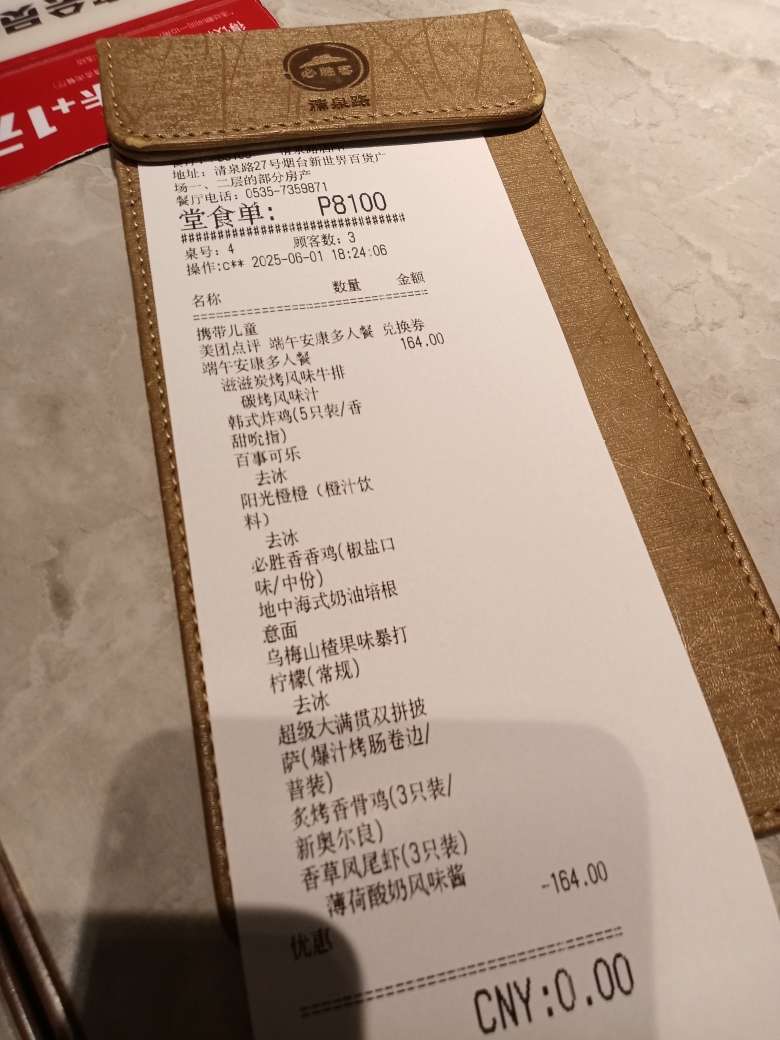 +1元
必胜客
地址：清泉路27号烟台新世界百货广
场一、二层的部分房产
餐厅电话：0535-7359871
堂食单： P8100
##################################
桌号：4 顾客数：3
操作:c** 2025-06-01 18:24:06
名称 数量 金额
==================================
携带儿童
美团点评 端午安康多人餐 兑换券
端午安康多人餐 164.00
滋滋炭烤风味牛排
碳烤风味汁
韩式炸鸡(5只装/香
甜吮指)
百事可乐
去冰
阳光橙橙（橙汁饮
料）
去冰
必胜香香鸡(椒盐口
味/中份)
地中海式奶油培根
意面
乌梅山楂果味暴打
柠檬(常规)
去冰
超级大满贯双拼披
萨(爆汁烤肠卷边/
普装)
炙烤香骨鸡(3只装/
新奥尔良)
香草凤尾虾(3只装)
薄荷酸奶风味酱
优惠 -164.00
==================================
CNY:0.00